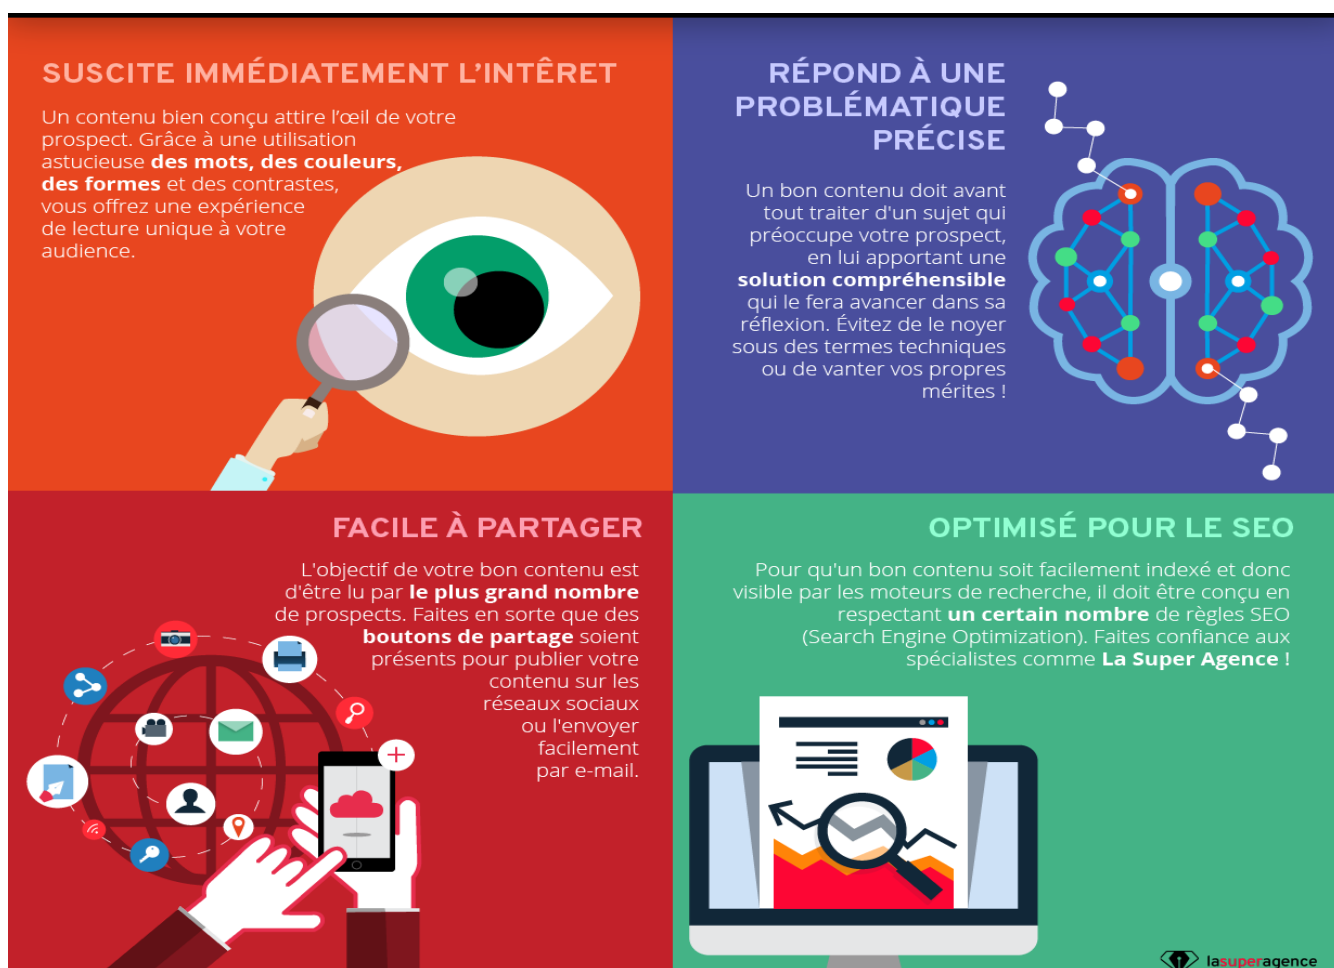 SUSCITE IMMÉDIATEMENT L'INTÊRET
Un contenu bien conçu attire l'œil de votre
prospect. Grâce à une utilisation
astucieuse des mots, des couleurs,
des formes et des contrastes,
vous offrez une expérience
de lecture unique à votre
audience.
RÉPOND À UNE
PROBLÉMATIQUE
PRÉCISE
Un bon contenu doit avant
tout traiter d'un sujet qui
préoccupe votre prospect,
en lui apportant une
solution compréhensible
qui le fera avancer dans sa
réflexion. Évitez de le noyer
sous des termes techniques
ou de vanter vos propres
mérites !
FACILE À PARTAGER
L'objectif de votre bon contenu est
d'être lu par le plus grand nombre
de prospects. Faites en sorte que des
boutons de partage soient
présents pour publier votre
contenu sur les
réseaux sociaux
ou l'envoyer
facilement
par e-mail.
OPTIMISÉ POUR LE SEO
Pour qu'un bon contenu soit facilement indexé et donc
visible par les moteurs de recherche, il doit être conçu en
respectant un certain nombre de règles SEO
(Search Engine Optimization). Faites confiance aux
spécialistes comme La Super Agence !
lasuperagence